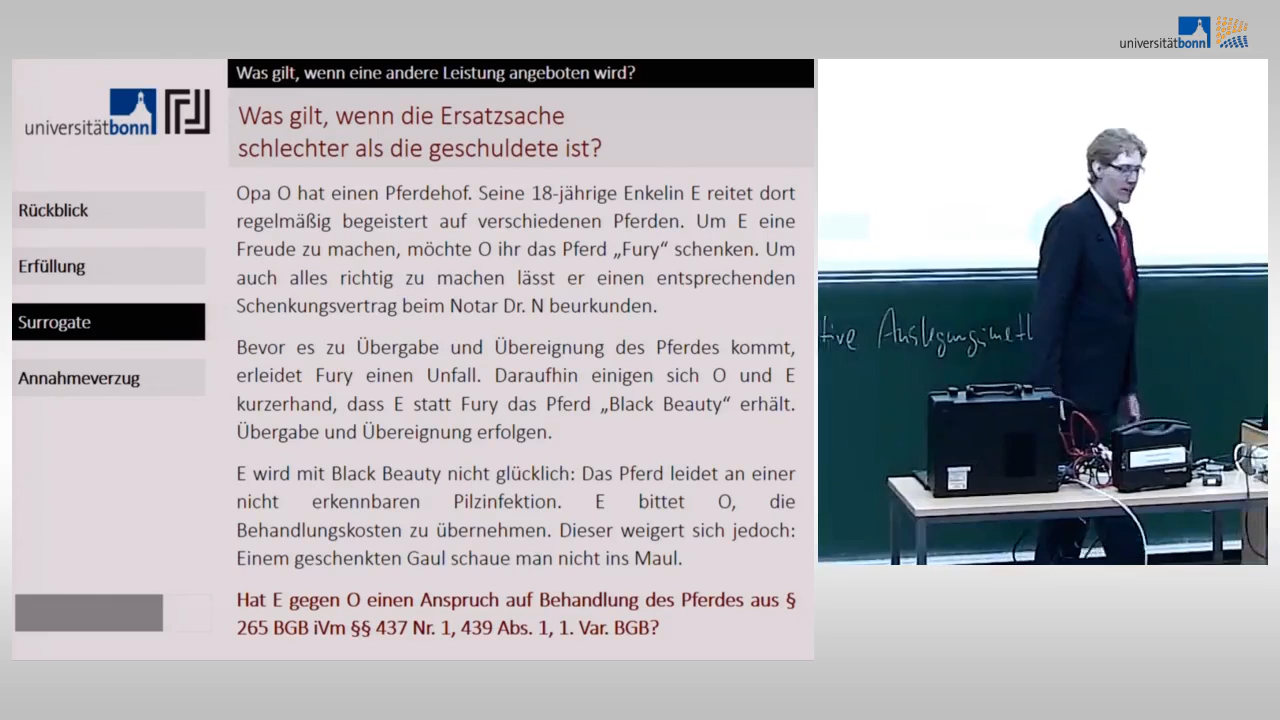 universitätbonn
universitätbonn
Rückblick
Erfüllung
Surrogate
Annahmeverzug
Was gilt, wenn eine andere Leistung angeboten wird?
Was gilt, wenn die Ersatzsache
schlechter als die geschuldete ist?
Opa O hat einen Pferdehof. Seine 18-jährige Enkelin E reitet dort
regelmäßig begeistert auf verschiedenen Pferden. Um E eine
Freude zu machen, möchte O ihr das Pferd „Fury“ schenken. Um
auch alles richtig zu machen lässt er einen entsprechenden
Schenkungsvertrag beim Notar Dr. N beurkunden.
Bevor es zu Übergabe und Übereignung des Pferdes kommt,
erleidet Fury einen Unfall. Daraufhin einigen sich O und E
kurzerhand, dass E statt Fury das Pferd „Black Beauty“ erhält.
Übergabe und Übereignung erfolgen.
E wird mit Black Beauty nicht glücklich: Das Pferd leidet an einer
nicht erkennbaren Pilzinfektion. E bittet O, die
Behandlungskosten zu übernehmen. Dieser weigert sich jedoch:
Einem geschenkten Gaul schaue man nicht ins Maul.
Hat E gegen O einen Anspruch auf Behandlung des Pferdes aus §
265 BGB iVm §§ 437 Nr. 1, 439 Abs. 1, 1. Var. BGB?
tive Auslegungsmeth